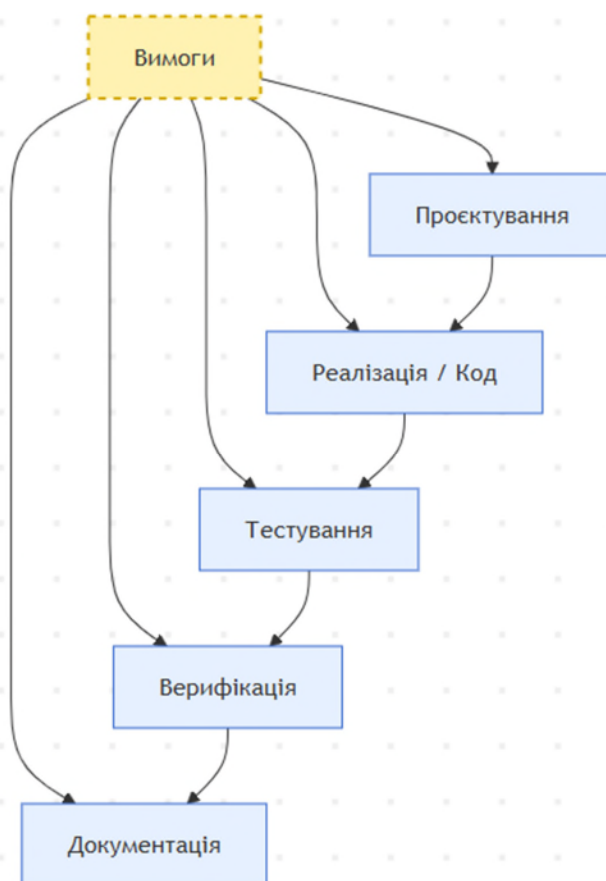 Вимоги
Проєктування
Реалізація / Код
Тестування
Верифікація
Документація